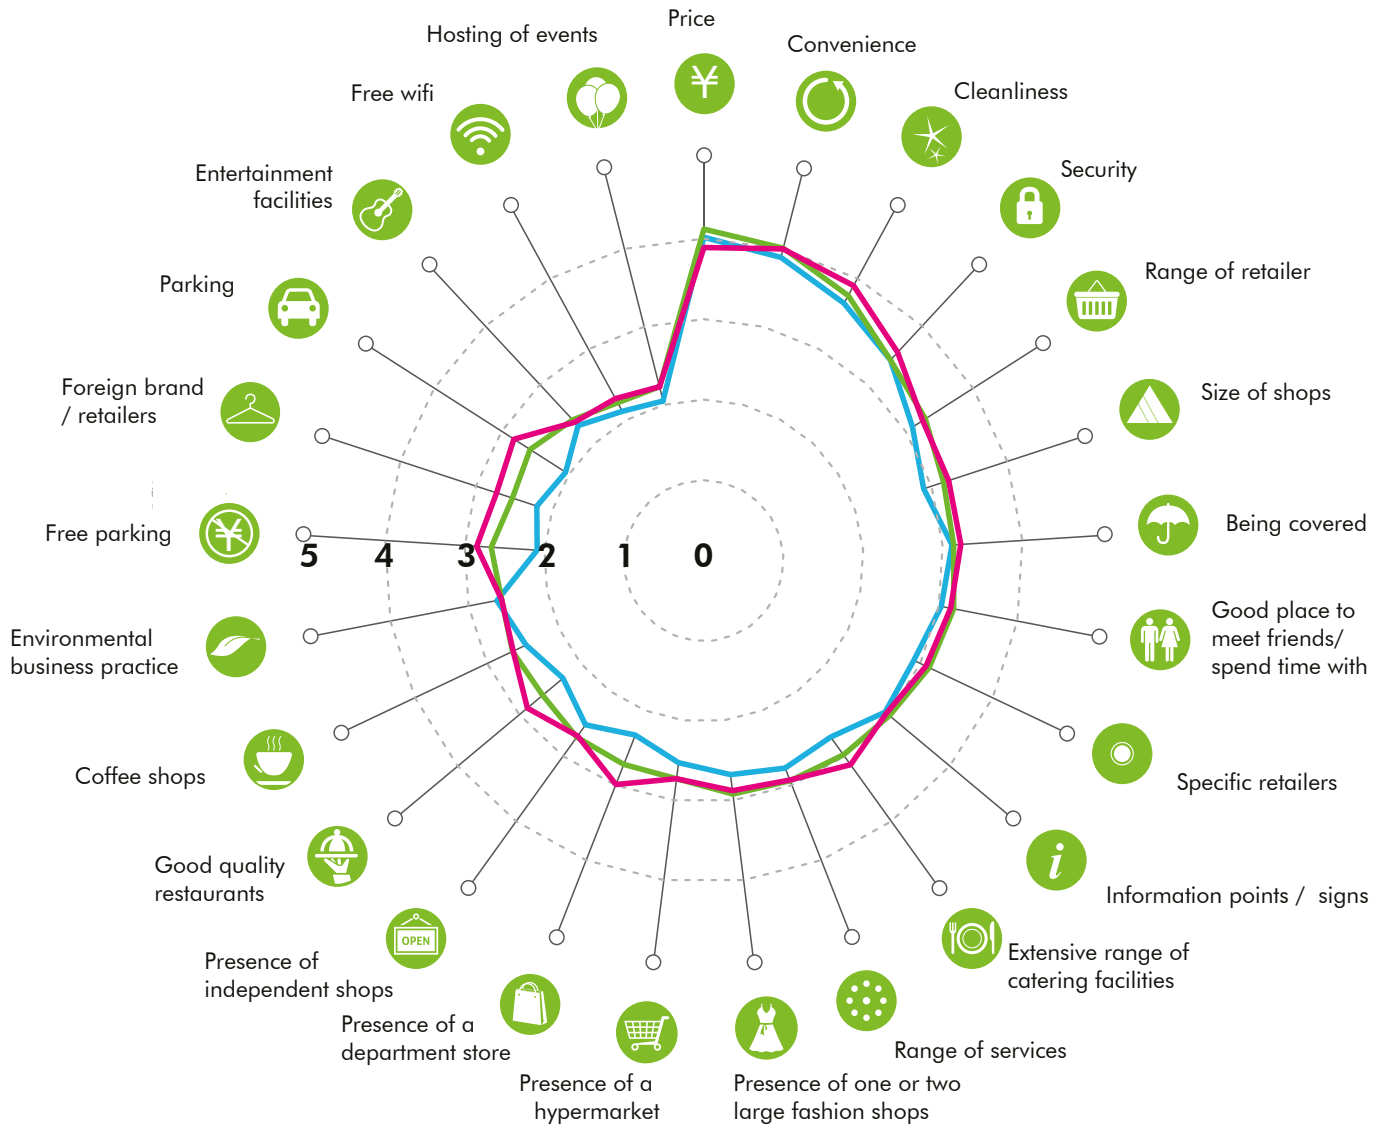 Price
Hosting of events
Convenience
Free wifi
Cleanliness
Entertainment
facilities
Security
Parking
Range of retailer
Foreign brand
/ retailers
Size of shops
Free parking
Being covered
5 4 3 2 1 0
Environmental
business practice
Good place to
meet friends/
spend time with
Coffee shops
Specific retailers
Good quality
restaurants
Information points / signs
OPEN
Presence of
independent shops
Extensive range of
catering facilities
Presence of a
department store
Range of services
Presence of a
hypermarket
Presence of one or two
large fashion shops
¥
¥
i